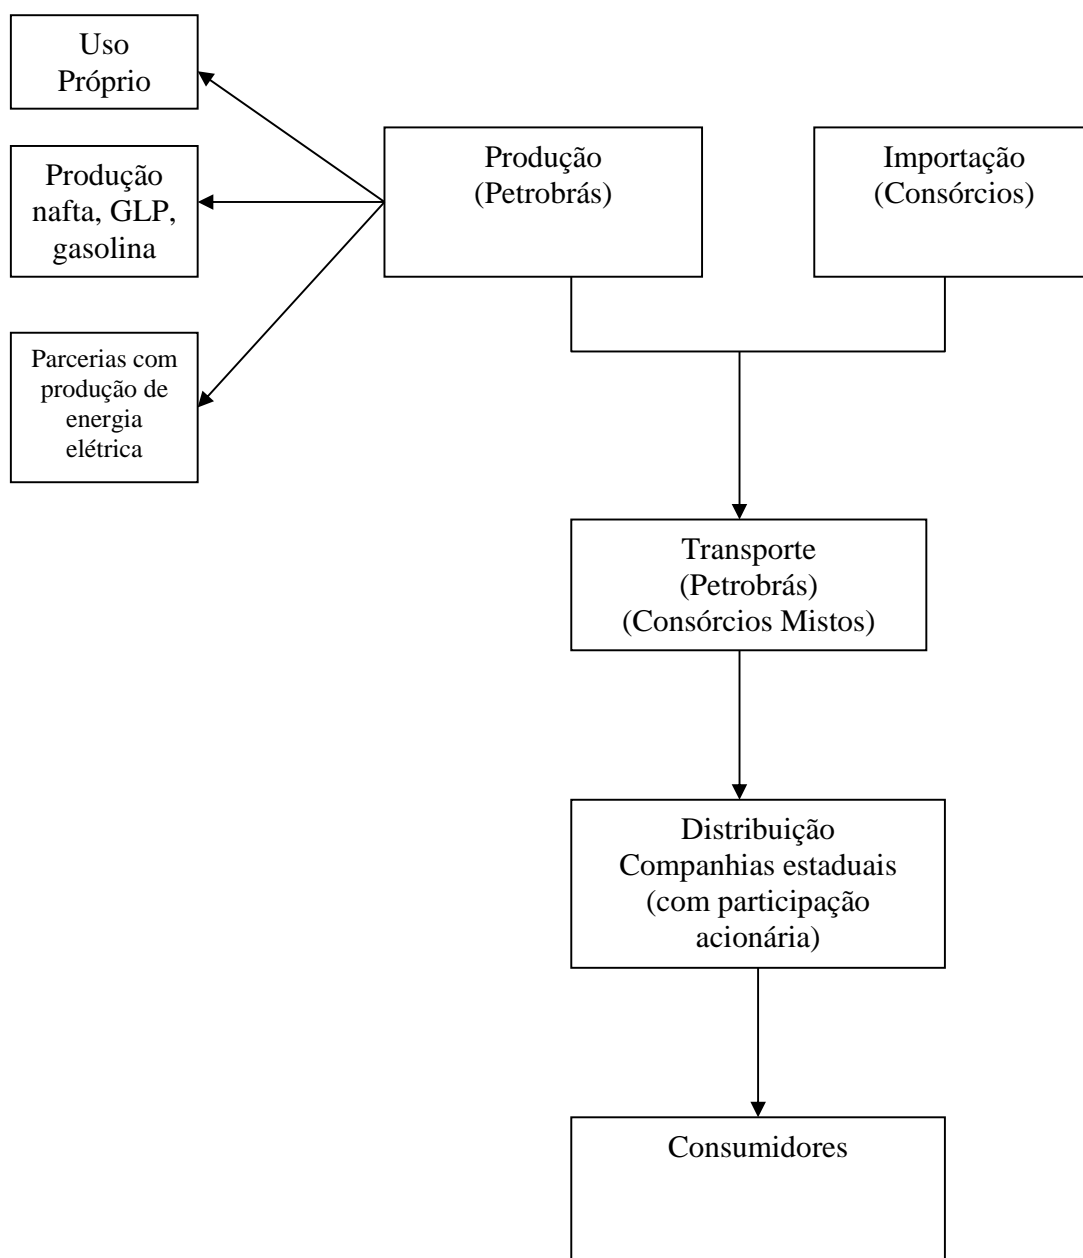 Uso
Próprio
Produção
nafta, GLP,
gasolina
Parcerias com
produção de
energia
elétrica
Produção
(Petrobrás)
Importação
(Consórcios)
Transporte
(Petrobrás)
(Consórcios Mistos)
Distribuição
Companhias estaduais
(com participação
acionária)
Consumidores